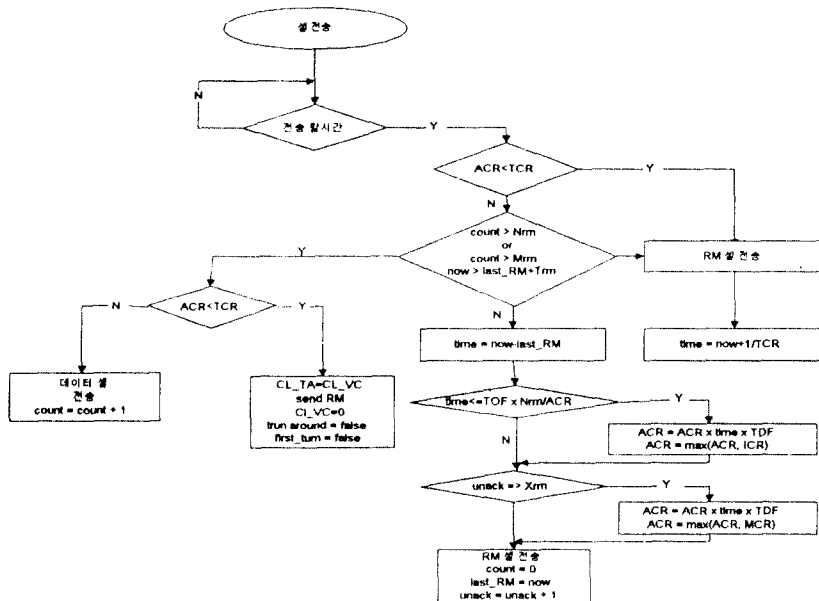 셀 전송
N
전송 할시간
Y
ACR<TCR
Y
N
count > Nrm
or
count > Mrm
now > last_RM+Trm
Y
RM 셀 전송
N
ACR<TCR
N
Y
time = now-last_RM
time = now+1/TCR
데이터 셀
전송
count = count + 1
CL_TA=CL_VC
send RM
CI_VC=0
trun around = false
first_turn = false
time<=TOF x Nrm/ACR
Y
N
ACR = ACR x time x TDF
ACR = max(ACR, ICR)
unack => Xrm
Y
N
ACR = ACR x time x TDF
ACR = max(ACR, MCR)
RM 셀 전송
count = 0
last_RM = now
unack = unack + 1